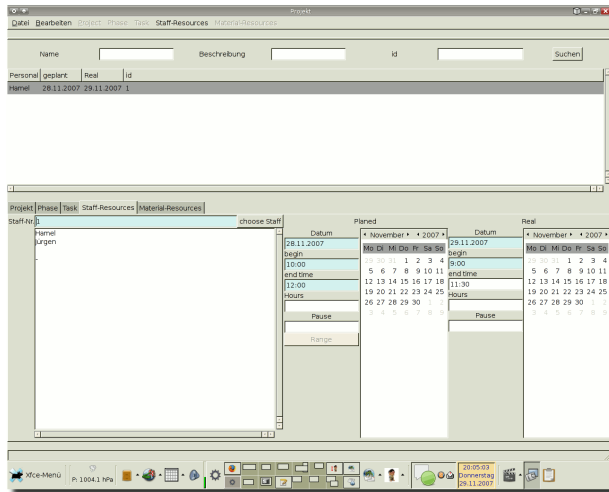 Projekt
Datei Bearbeiten Project Phase Task Staff-Resources Material-Resources
Name Beschreibung id Suchen
Personal geplant Real id
Hamel 28.11.2007 29.11.2007 1
Projekt Phase Task Staff-Resources Material-Resources
Staff-Nr. 1 choose Staff
Hamel
Jürgen
-
Planed
Datum
28.11.2007
begin
10:00
end time
12:00
Hours
Pause
Range
November 2007
Mo Di Mi Do Fr Sa So
29 30 31 1 2 3 4
5 6 7 8 9 10 11
12 13 14 15 16 17 18
19 20 21 22 23 24 25
26 27 28 29 30 1 2
3 4 5 6 7 8 9
Real
Datum
29.11.2007
begin
9:00
end time
11:30
Hours
Pause
November 2007
Mo Di Mi Do Fr Sa So
29 30 31 1 2 3 4
5 6 7 8 9 10 11
12 13 14 15 16 17 18
19 20 21 22 23 24 25
26 27 28 29 30 1 2
3 4 5 6 7 8 9
Xfce-Menü P: 1004.1 hPa
20:05:03
Donnerstag
29.11.2007